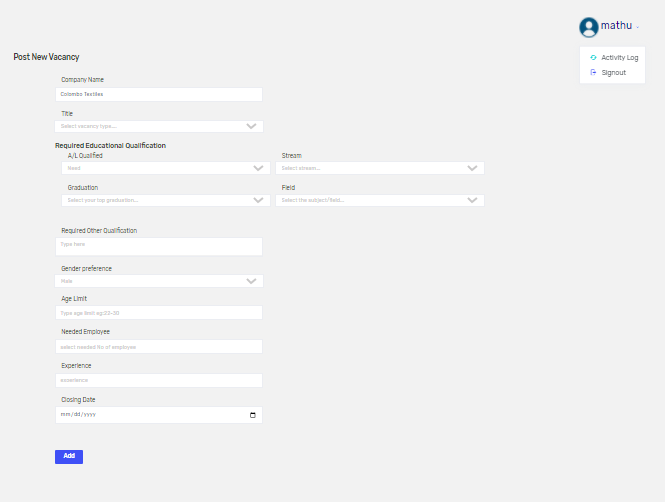 mathu
Activity Log
Signout
Post New Vacancy
Company Name
Colombo Textiles
Title
Select vacancy type....
Required Educational Qualification
A/L Qualified
Stream
Need
Select stream...
Graduation
Field
Select your top graduation...
Select the subject/field...
Required Other Qualification
Type here
Gender preference
Male
Age Limit
Type age limit eg:23-30
Needed Employee
select needed No of employee
Experience
experience
Closing Date
mm/dd/yyyy
Add